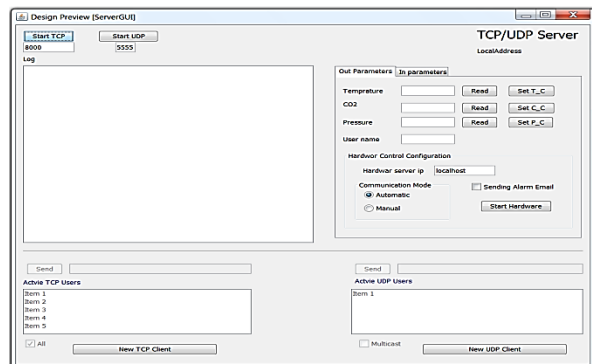 Design Preview [ServerGUI]
Start TCP
Start UDP
TCP/UDP Server
8000
5555
LocalAddress
Log
Out Parameters
In parameters
Temprature
Read
Set T_C
CO2
Read
Set C_C
Pressure
Read
Set P_C
User name
Hardwor Control Configuration
Hardwar server ip
localhost
Communication Mode
Automatic
Manual
Sending Alarm Email
Start Hardware
Send
Send
Actvie TCP Users
Actvie UDP Users
Item 1
Item 2
Item 3
Item 4
Item 5
Item 1
All
New TCP Client
Multicast
New UDP Client